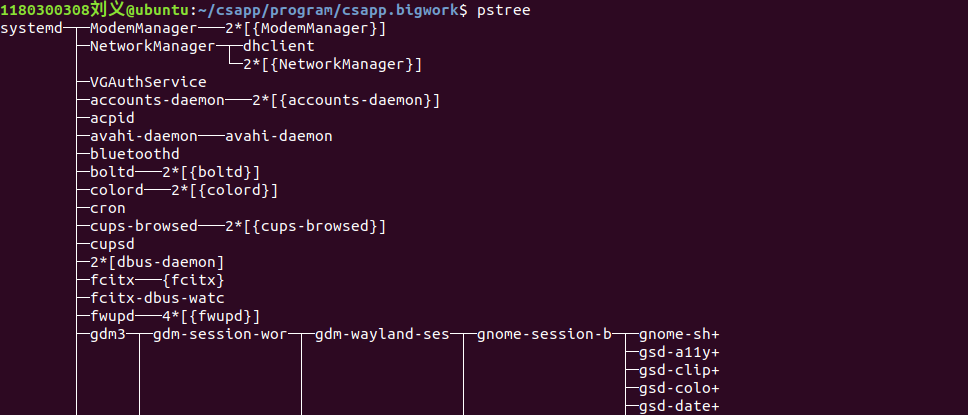 1180300308刘义@ubuntu:~/csapp/program/csapp.bigwork$ pstree
systemd─┬─ModemManager───2*[{ModemManager}]
        ├─NetworkManager─┬─dhclient
        │                └─2*[{NetworkManager}]
        ├─VGAuthService
        ├─accounts-daemon───2*[{accounts-daemon}]
        ├─acpid
        ├─avahi-daemon───avahi-daemon
        ├─bluetoothd
        ├─boltd───2*[{boltd}]
        ├─colord───2*[{colord}]
        ├─cron
        ├─cups-browsed───2*[{cups-browsed}]
        ├─cupsd
        ├─2*[dbus-daemon]
        ├─fcitx───{fcitx}
        ├─fcitx-dbus-watc
        ├─fwupd───4*[{fwupd}]
        ├─gdm3─┬─gdm-session-wor─┬─gdm-wayland-ses─┬─gnome-session-b─┬─gnome-sh+
        │      │                 │                 │                 ├─gsd-a11y+
        │      │                 │                 │                 ├─gsd-clip+
        │      │                 │                 │                 ├─gsd-colo+
        │      │                 │                 │                 ├─gsd-date+